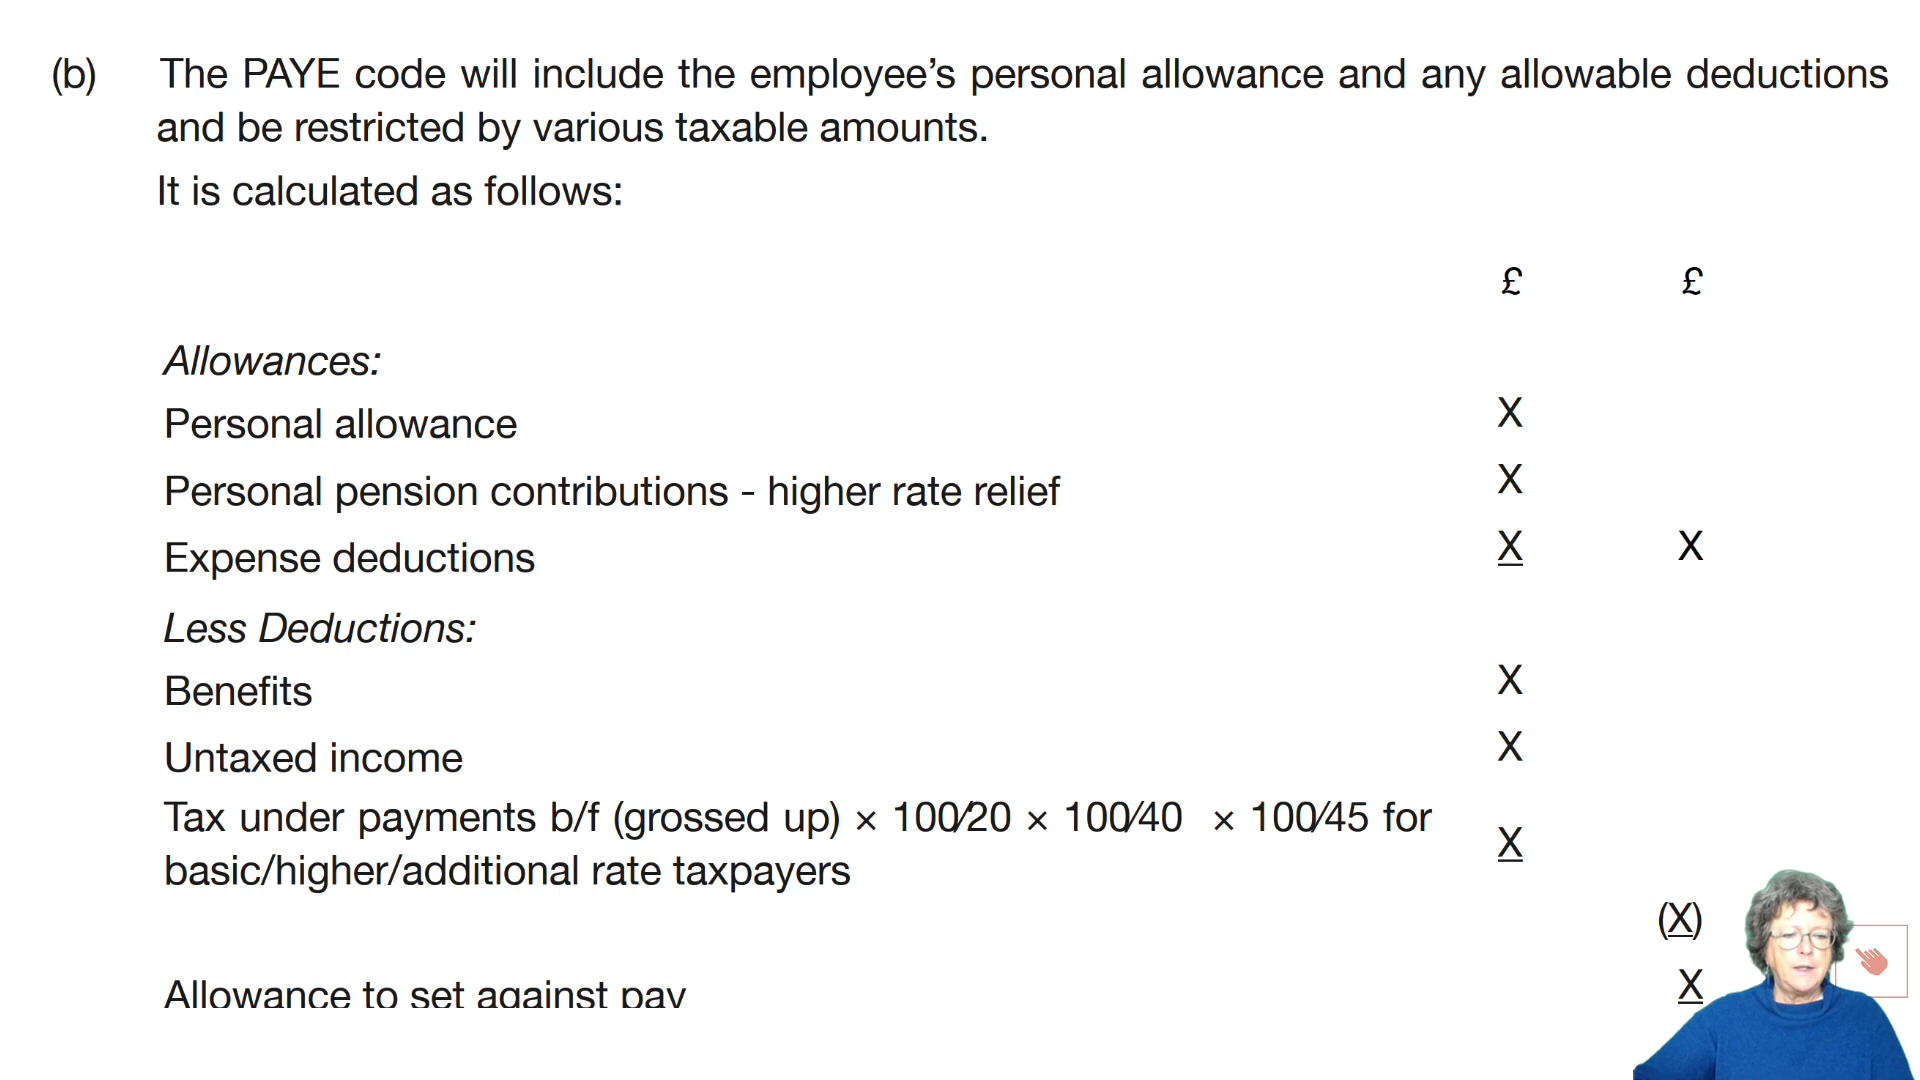 (b) The PAYE code will include the employee’s personal allowance and any allowable deductions
and be restricted by various taxable amounts.
It is calculated as follows:
£ £
Allowances:
Personal allowance X
Personal pension contributions - higher rate relief X
Expense deductions X X
Less Deductions:
Benefits X
Untaxed income X
Tax under payments b/f (grossed up) × 100/20 × 100/40 × 100/45 for
basic/higher/additional rate taxpayers X
(X)
Allowance to set against pay X